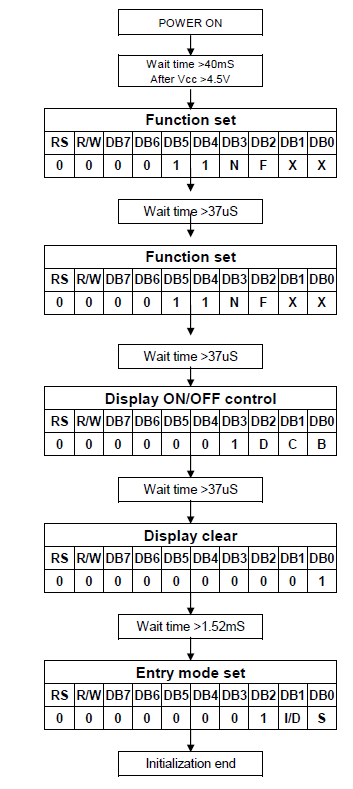 POWER ON
Wait time >40mS
After Vcc >4.5V
Function set
RS R/W DB7 DB6 DB5 DB4 DB3 DB2 DB1 DB0
0 0 0 0 1 1 N F X X
Wait time >37uS
Function set
RS R/W DB7 DB6 DB5 DB4 DB3 DB2 DB1 DB0
0 0 0 0 1 1 N F X X
Wait time >37uS
Display ON/OFF control
RS R/W DB7 DB6 DB5 DB4 DB3 DB2 DB1 DB0
0 0 0 0 0 0 1 D C B
Wait time >37uS
Display clear
RS R/W DB7 DB6 DB5 DB4 DB3 DB2 DB1 DB0
0 0 0 0 0 0 0 0 0 1
Wait time >1.52mS
Entry mode set
RS R/W DB7 DB6 DB5 DB4 DB3 DB2 DB1 DB0
0 0 0 0 0 0 0 1 I/D S
Initialization end